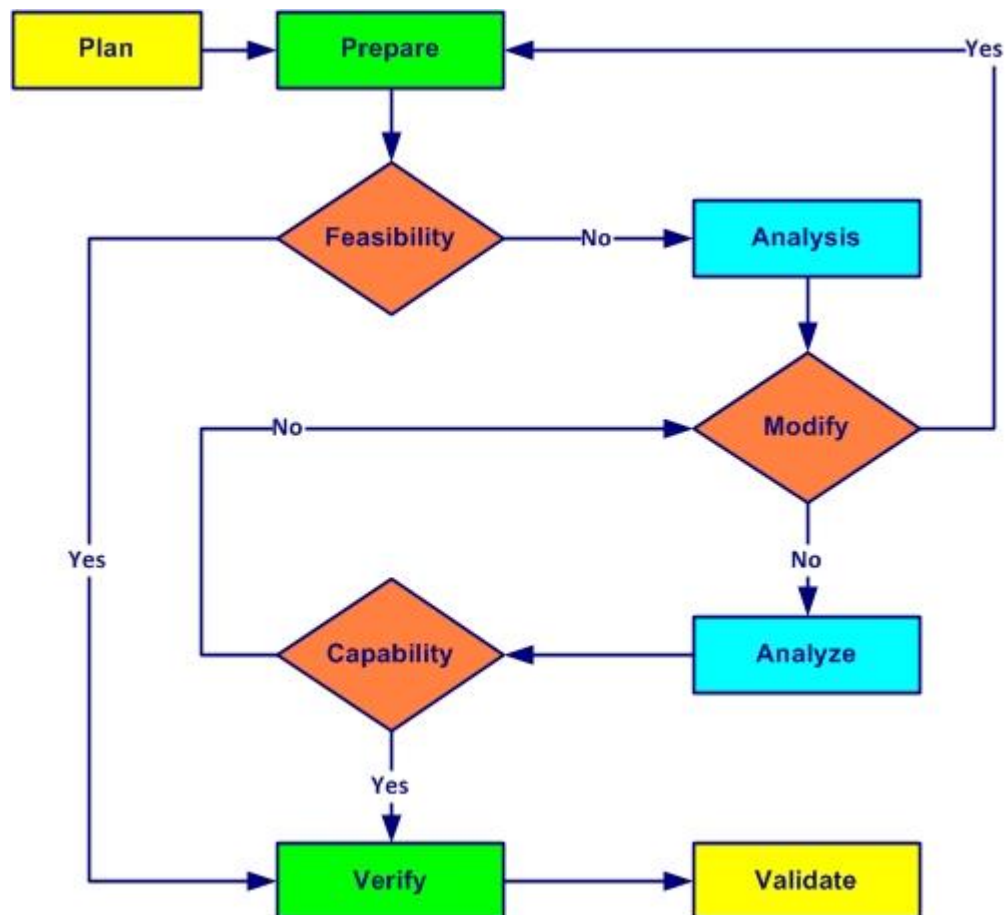 Plan
Prepare
Yes
Feasibility
No
Analysis
No
Modify
Yes
No
Capability
Analyze
Yes
Verify
Validate